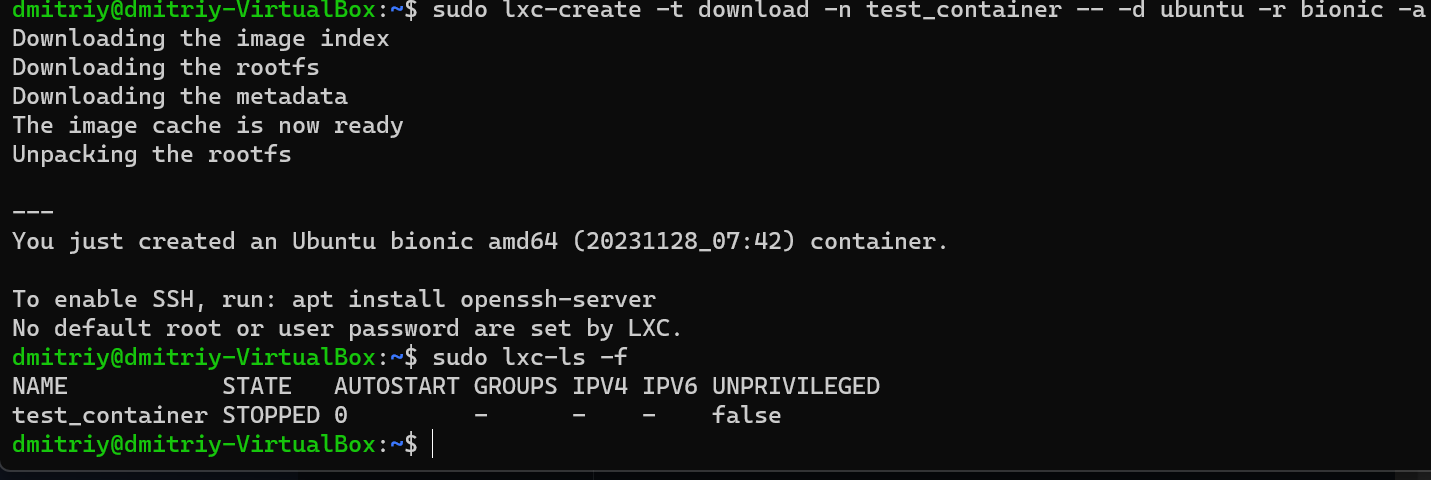 dmitriy@dmitriy-VirtualBox:~$ sudo lxc-create -t download -n test_container -- -d ubuntu -r bionic -a
Downloading the image index
Downloading the rootfs
Downloading the metadata
The image cache is now ready
Unpacking the rootfs
---
You just created an Ubuntu bionic amd64 (20231128_07:42) container.
To enable SSH, run: apt install openssh-server
No default root or user password are set by LXC.
dmitriy@dmitriy-VirtualBox:~$ sudo lxc-ls -f
NAME           STATE   AUTOSTART GROUPS IPV4 IPV6 UNPRIVILEGED
test_container STOPPED 0         -      -    -    false
dmitriy@dmitriy-VirtualBox:~$